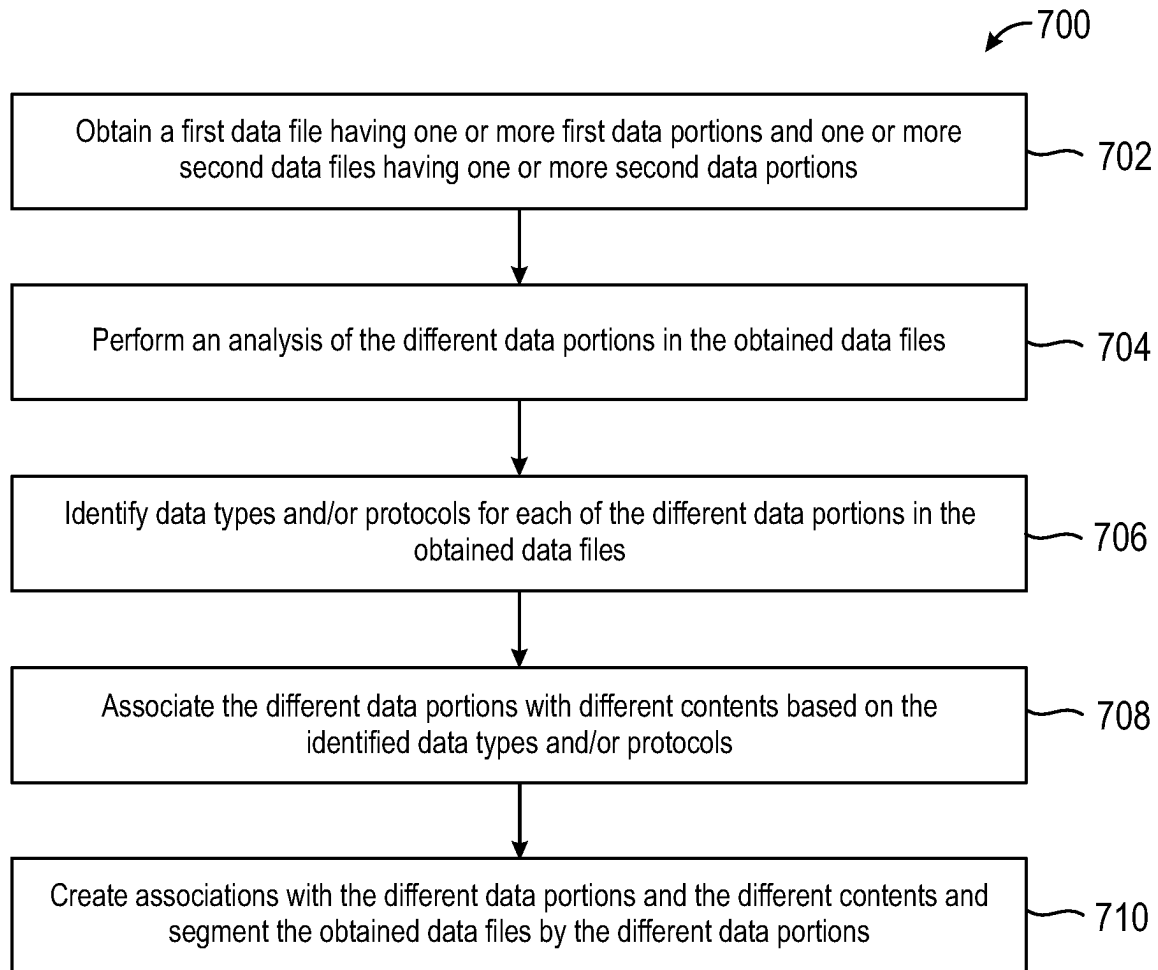 700
Obtain a first data file having one or more first data portions and one or more
second data files having one or more second data portions
702
Perform an analysis of the different data portions in the obtained data files
704
Identify data types and/or protocols for each of the different data portions in the
obtained data files
706
Associate the different data portions with different contents based on the
identified data types and/or protocols
708
Create associations with the different data portions and the different contents and
segment the obtained data files by the different data portions
710